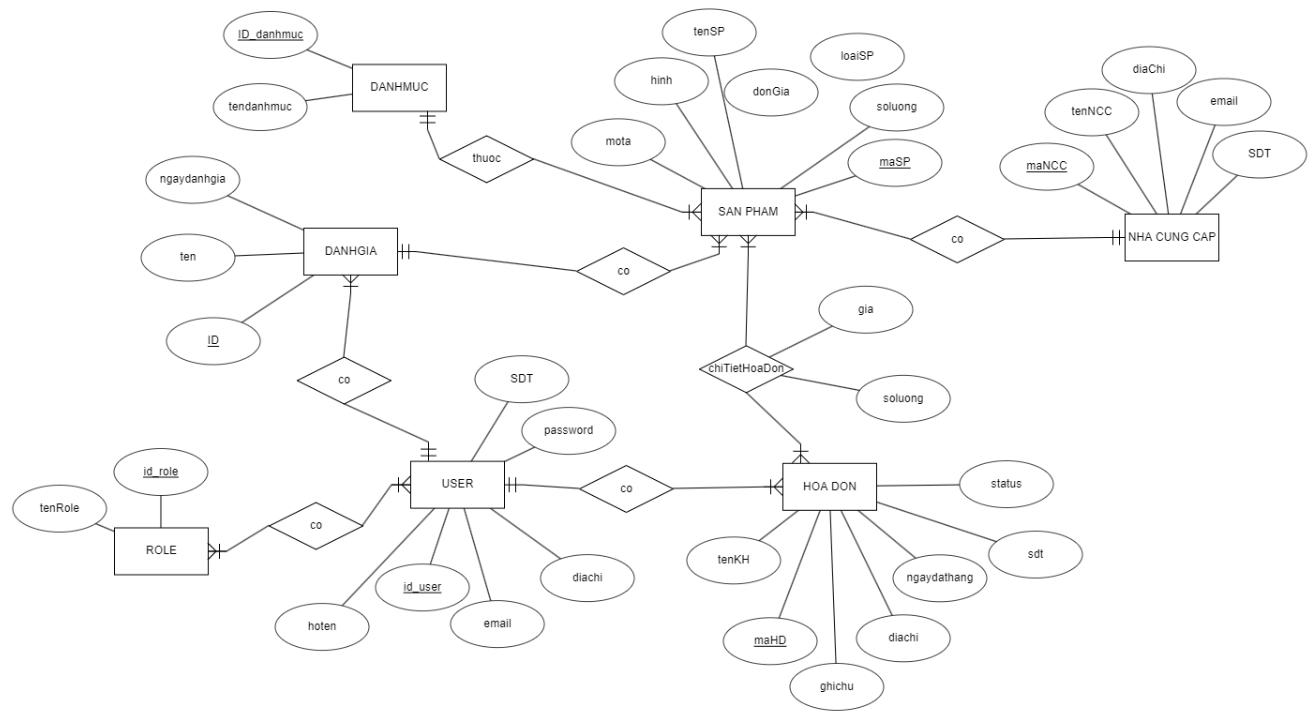 ID_danhmuc
tendanhmuc
DANHMUC
thuoc
tenSP
loaiSP
hinh
donGia
soluong
mota
maSP
SAN PHAM
diaChi
tenNCC
email
maNCC
SDT
NHA CUNG CAP
co
ngaydanhgia
ten
ID
DANHGIA
co
co
gia
chiTietHoaDon
soluong
SDT
password
id_role
tenRole
ROLE
co
USER
co
HOA DON
status
sdt
tenKH
ngaydathang
diachi
maHD
ghichu
diachi
id_user
email
hoten